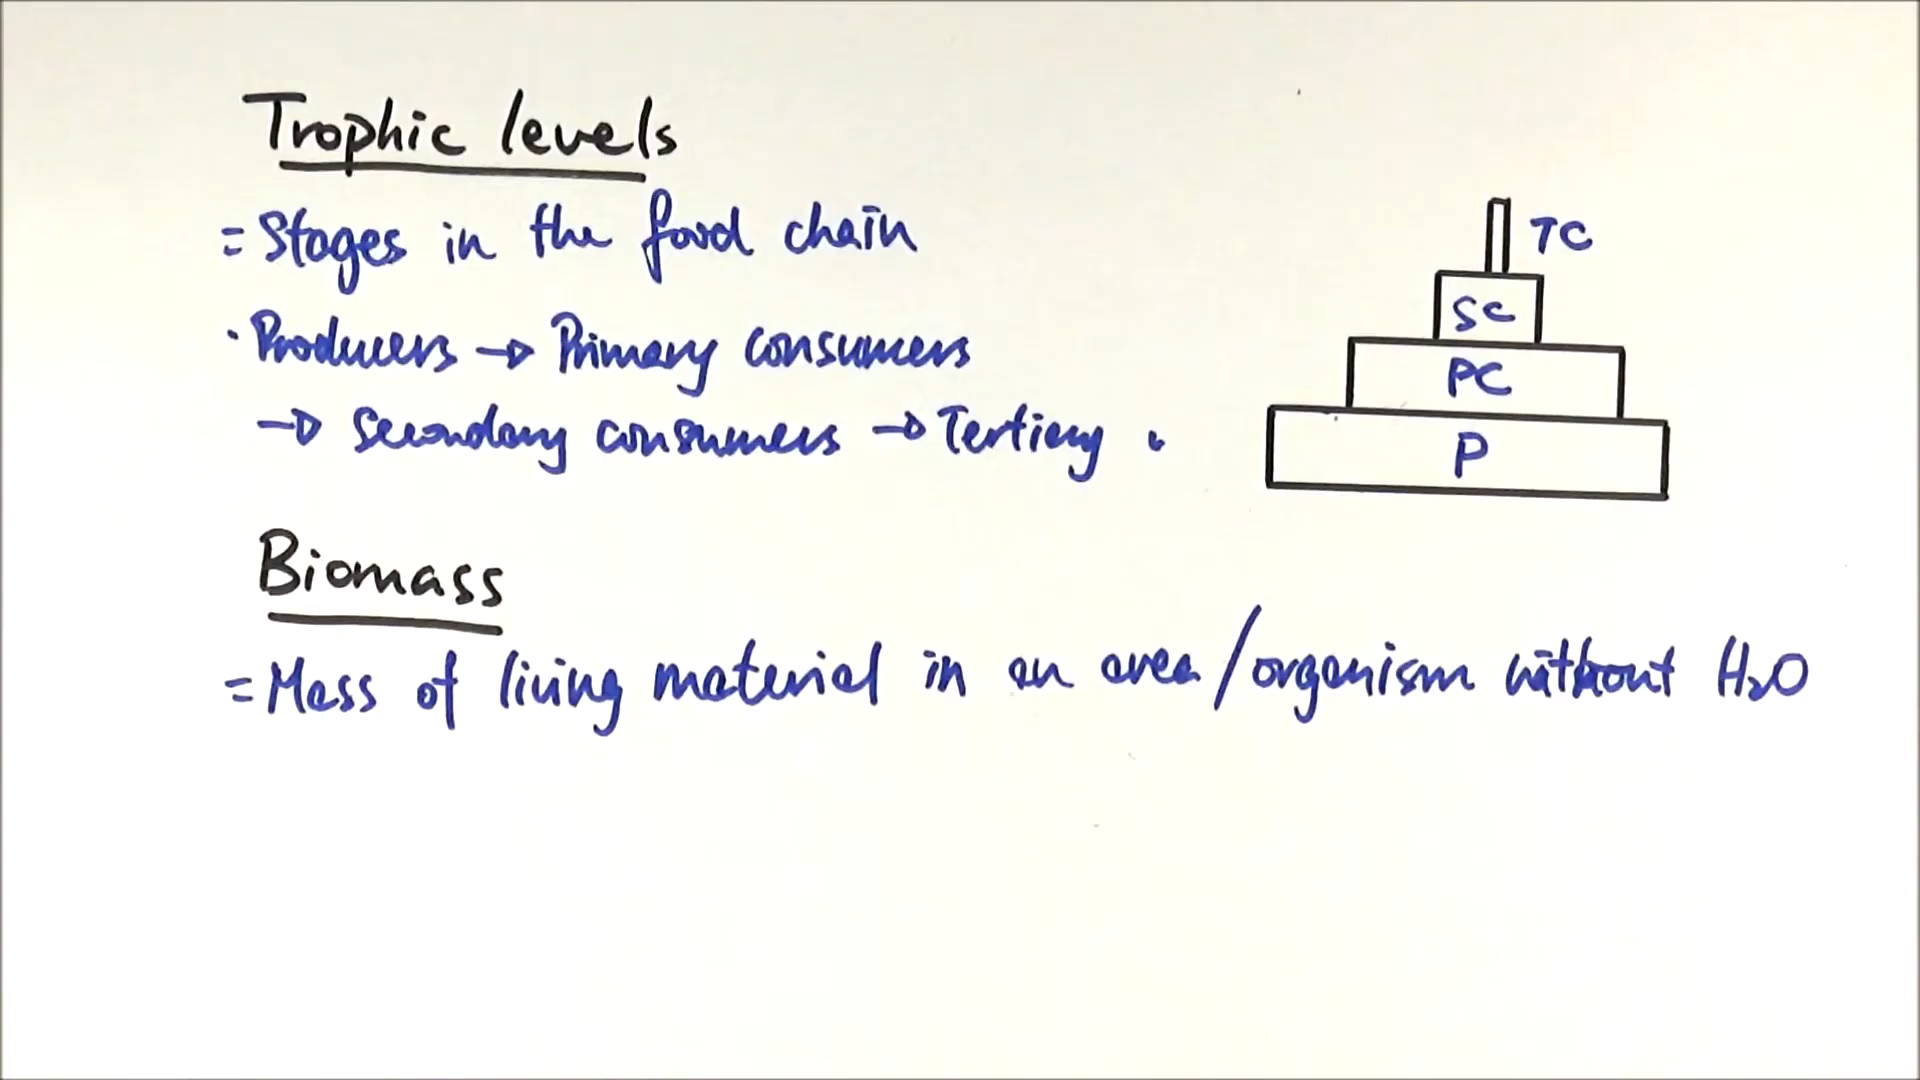 Trophic levels
= Stages in the food chain
· Producers → Primary consumers
→ Secondary consumers → Tertiary "
TC
SC
PC
P
Biomass
= Mass of living material in an area/organism without H₂O